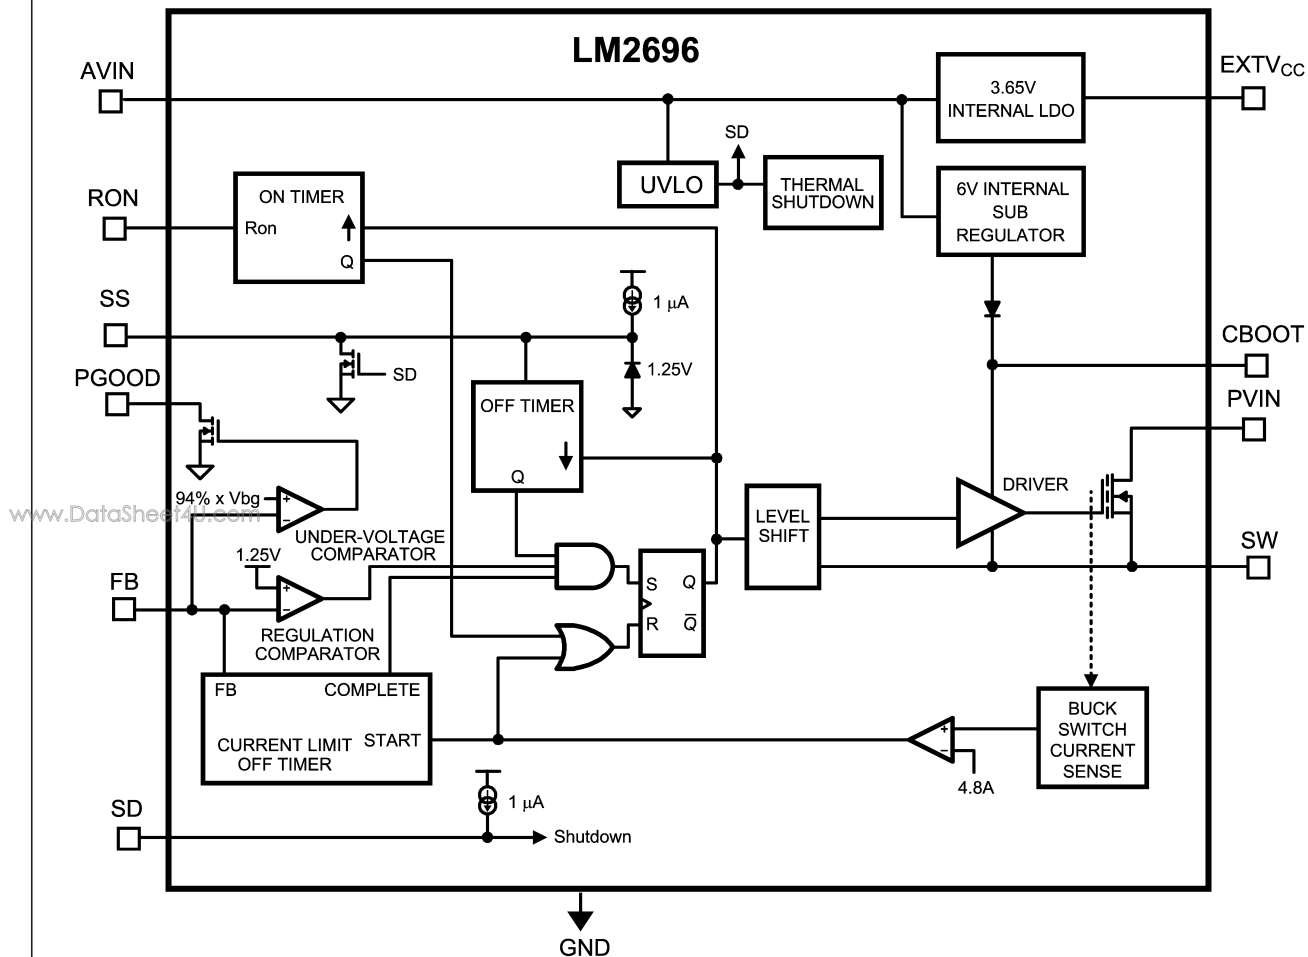 LM2696
AVIN
EXTVCC
3.65V
INTERNAL LDO
SD
UVLO
THERMAL
SHUTDOWN
6V INTERNAL
SUB
REGULATOR
RON
ON TIMER
Ron
Q
SS
1 µA
1.25V
SD
CBOOT
PGOOD
PVIN
OFF TIMER
Q
DRIVER
94% x Vbg
+
−
www.DataSheet4U.com
UNDER-VOLTAGE
COMPARATOR
LEVEL
SHIFT
SW
1.25V
+
−
FB
REGULATION
COMPARATOR
S
Q
R
Q̅
FB
COMPLETE
CURRENT LIMIT
OFF TIMER
START
+
−
4.8A
BUCK
SWITCH
CURRENT
SENSE
SD
1 µA
Shutdown
GND